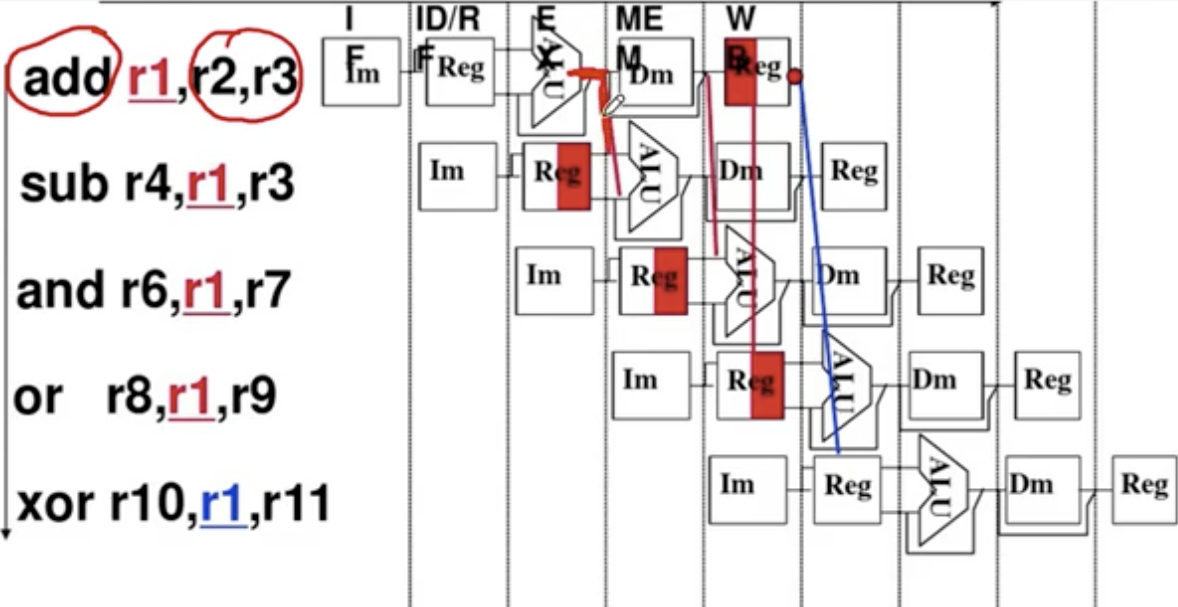 IF ID/RF EX MEM WB
add r1,r2,r3 Im Reg ALU Dm Reg
sub r4,r1,r3 Im Reg ALU Dm Reg
and r6,r1,r7 Im Reg ALU Dm Reg
or r8,r1,r9 Im Reg ALU Dm Reg
xor r10,r1,r11 Im Reg ALU Dm Reg